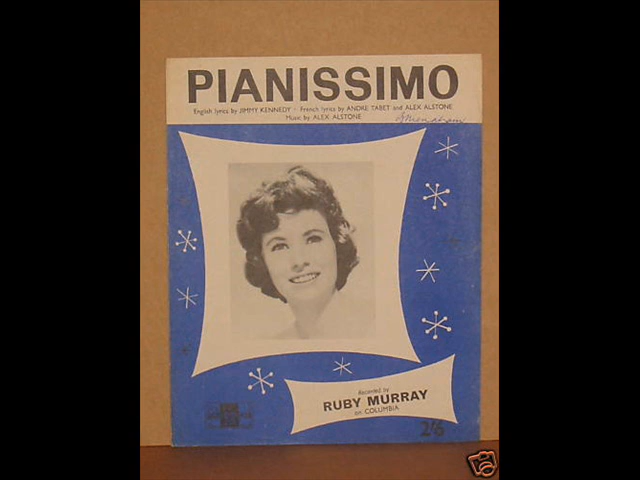 PIANISSIMO
English lyrics by JIMMY KENNEDY · French lyrics by ANDRE TABET and ALEX ALSTONE
Music by ALEX ALSTONE
Recorded by
RUBY MURRAY
on COLUMBIA
2/6